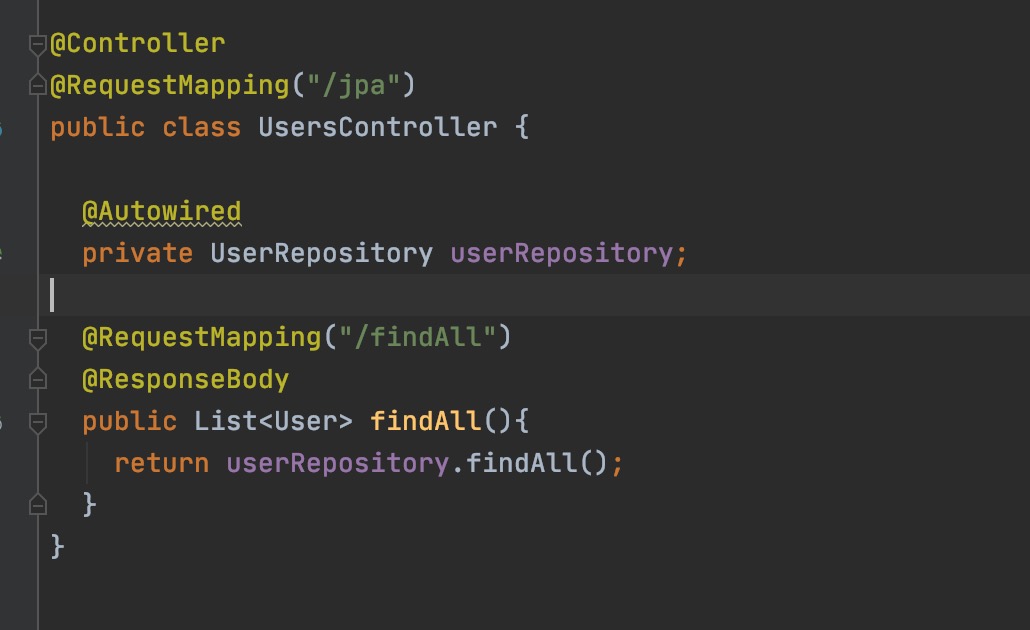 @Controller
@RequestMapping("/jpa")
public class UsersController {
@Autowired
private UserRepository userRepository;
@RequestMapping("/findAll")
@ResponseBody
public List<User> findAll(){
return userRepository.findAll();
}
}